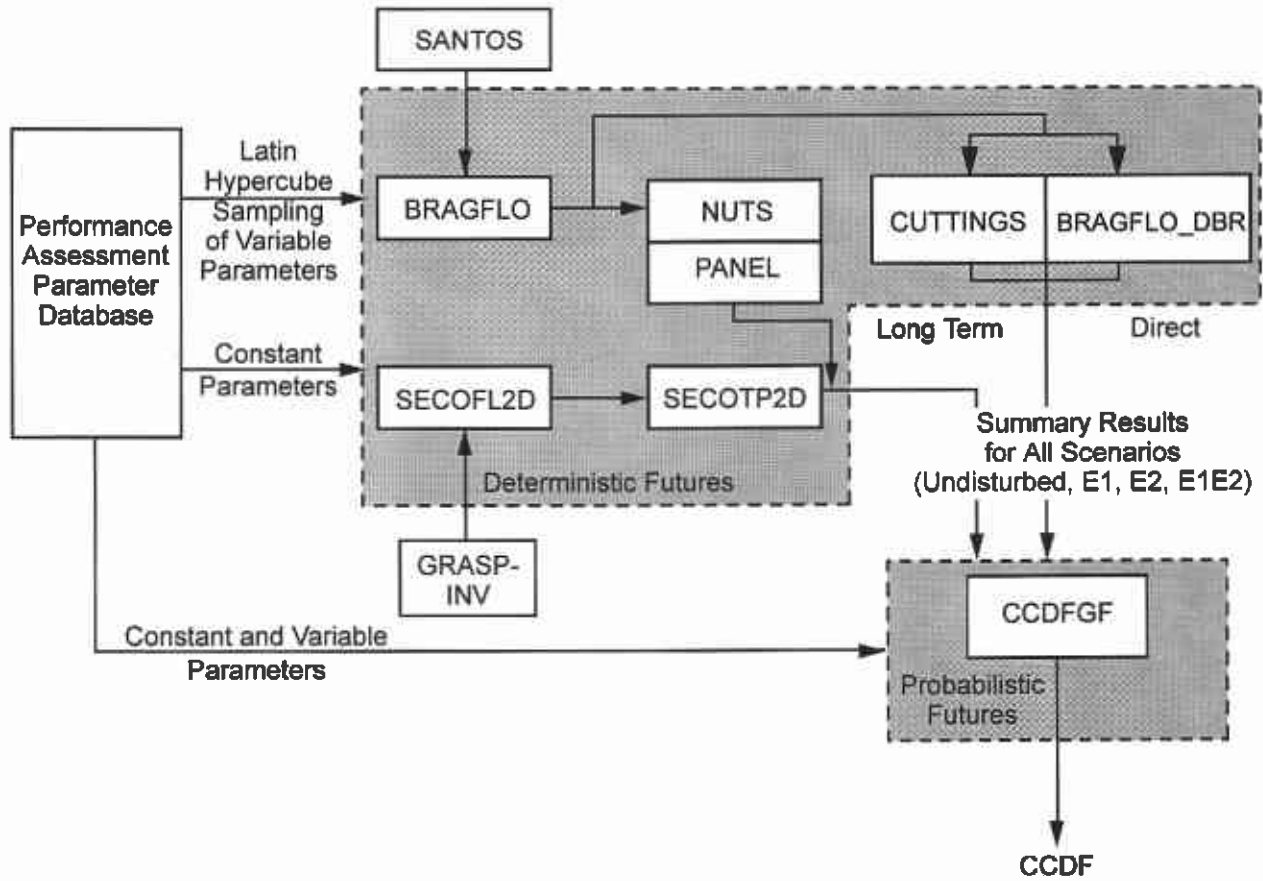 SANTOS
Performance
Assessment
Parameter
Database
Latin
Hypercube
Sampling
of Variable
Parameters
Constant
Parameters
BRAGFLO
NUTS
PANEL
CUTTINGS
BRAGFLO_DBR
Long Term
Direct
SECOFL2D
SECOTP2D
Deterministic Futures
Summary Results
for All Scenarios
(Undisturbed, E1, E2, E1E2)
GRASP-
INV
Constant and Variable
Parameters
CCDFGF
Probabilistic
Futures
CCDF